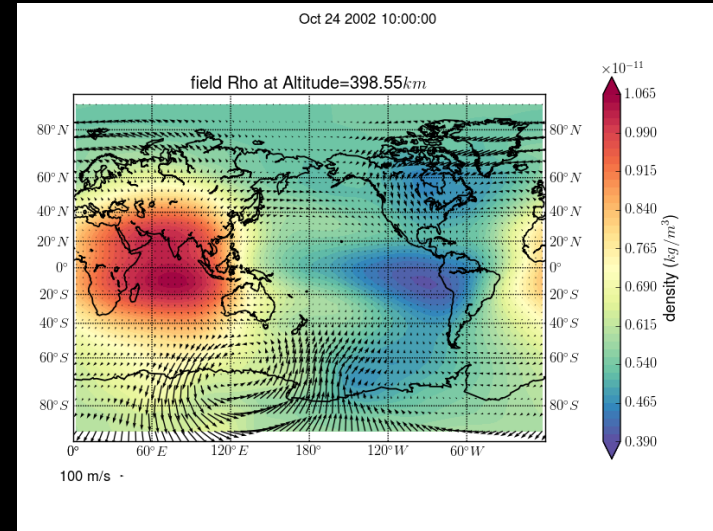 Oct 24 2002 10:00:00
×10⁻¹¹
field Rho at Altitude=398.55km
80° N 80° N 1.065
0.990
60° N 60° N 0.915
40° N 40° N 0.840
20° N 20° N 0.765
0° 0° 0.690
20° S 20° S 0.615
40° S 40° S 0.540
60° S 60° S 0.465
80° S 80° S 0.390
density (kg/m³)
0° 60° E 120° E 180° 120° W 60° W
100 m/s